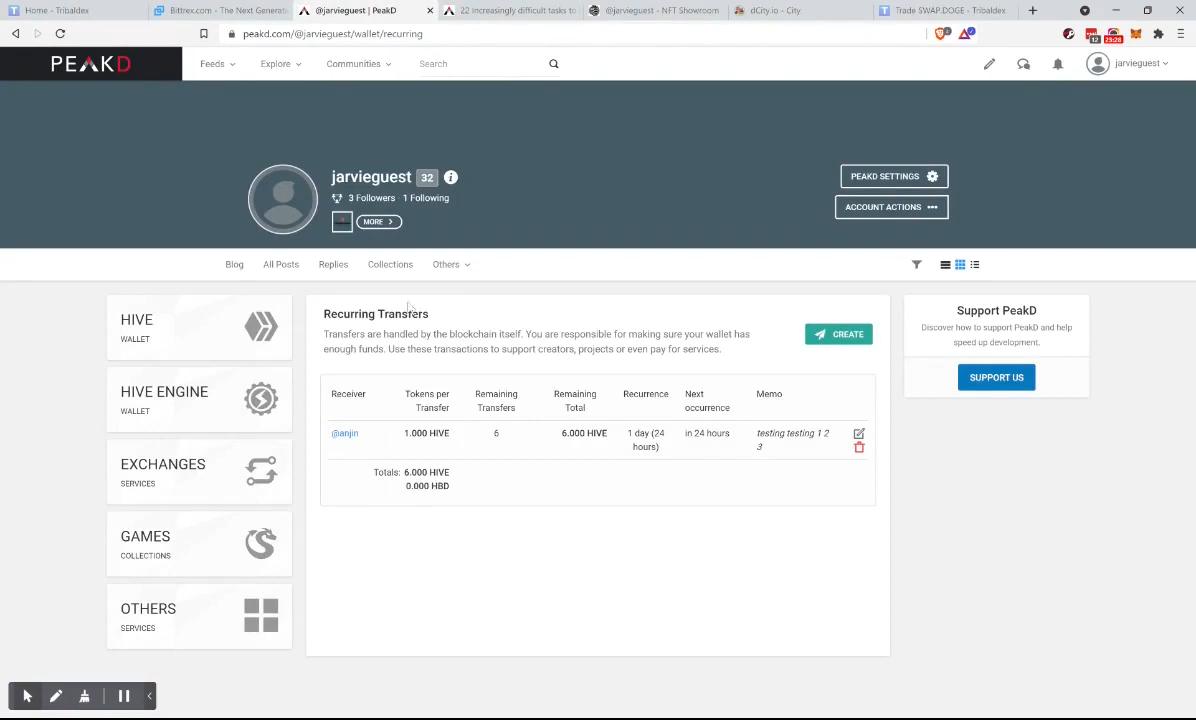 Home - Tribaldex
Bittrex.com - The Next Generati
@jarvieguest | PeakD
22 increasingly difficult tasks to
@jarvieguest - NFT Showroom
dCity.io - City
Trade SWAP.DOGE - Tribaldex
peakd.com/@jarvieguest/wallet/recurring
12
23:28
PEAKD
Feeds
Explore
Communities
Search
jarvieguest
jarvieguest 32
3 Followers · 1 Following
MORE
PEAKD SETTINGS
ACCOUNT ACTIONS
Blog
All Posts
Replies
Collections
Others
HIVE
WALLET
HIVE ENGINE
WALLET
EXCHANGES
SERVICES
GAMES
COLLECTIONS
OTHERS
SERVICES
Recurring Transfers
Transfers are handled by the blockchain itself. You are responsible for making sure your wallet has
enough funds. Use these transactions to support creators, projects or even pay for services.
CREATE
Receiver Tokens per Remaining Remaining Recurrence Next Memo
Transfer Transfers Total occurrence
@anjin 1.000 HIVE 6 6.000 HIVE 1 day (24 in 24 hours testing testing 1 2
hours) 3
Totals: 6.000 HIVE
0.000 HBD
Support PeakD
Discover how to support PeakD and help
speed up development.
SUPPORT US